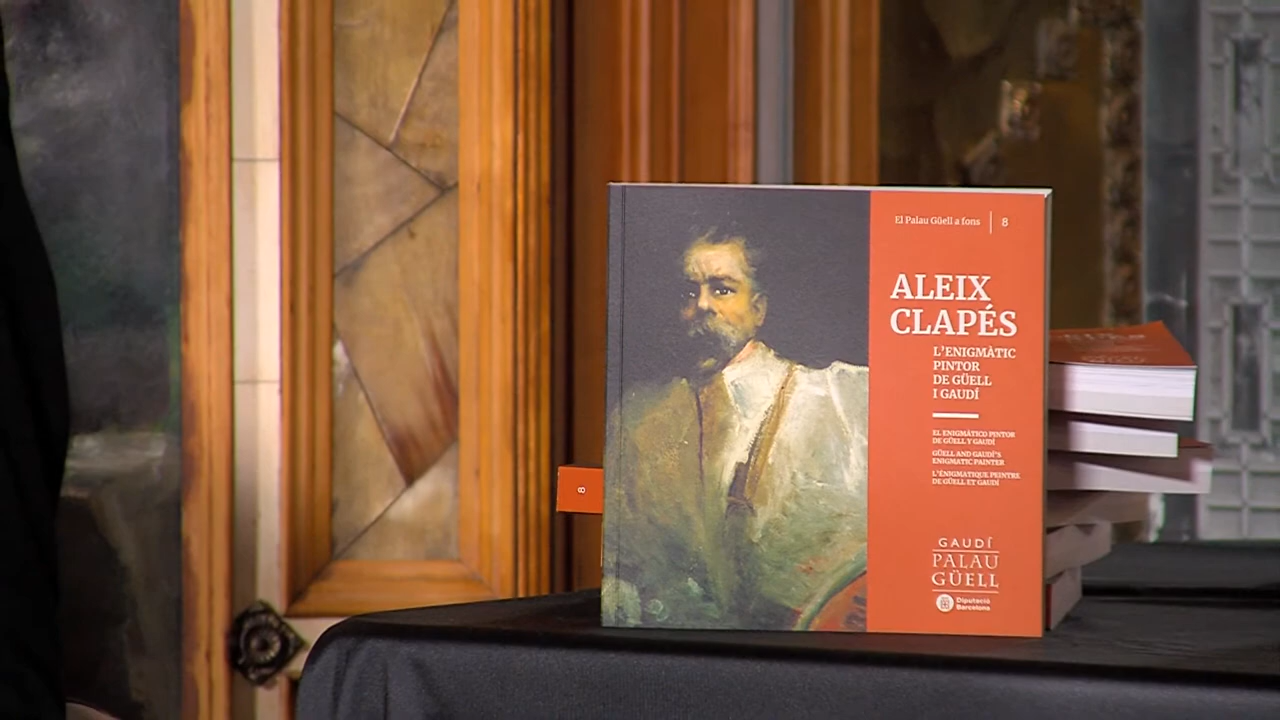 El Palau Güell a fons | 8
ALEIX
CLAPÉS
L'ENIGMÀTIC
PINTOR
DE GÜELL
I GAUDÍ
EL ENIGMÁTICO PINTOR
DE GÜELL Y GAUDÍ
GÜELL AND GAUDÍ'S
ENIGMATIC PAINTER
L'ÉNIGMATIQUE PEINTRE
DE GÜELL ET GAUDÍ
GAUDÍ
PALAU
GÜELL
Diputació
Barcelona
8